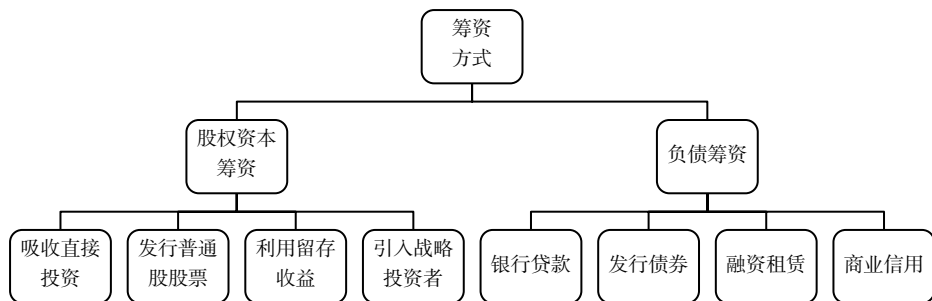 筹资
方式
股权资本
筹资
负债筹资
吸收直接
投资
发行普通
股股票
利用留存
收益
引入战略
投资者
银行贷款
发行债券
融资租赁
商业信用